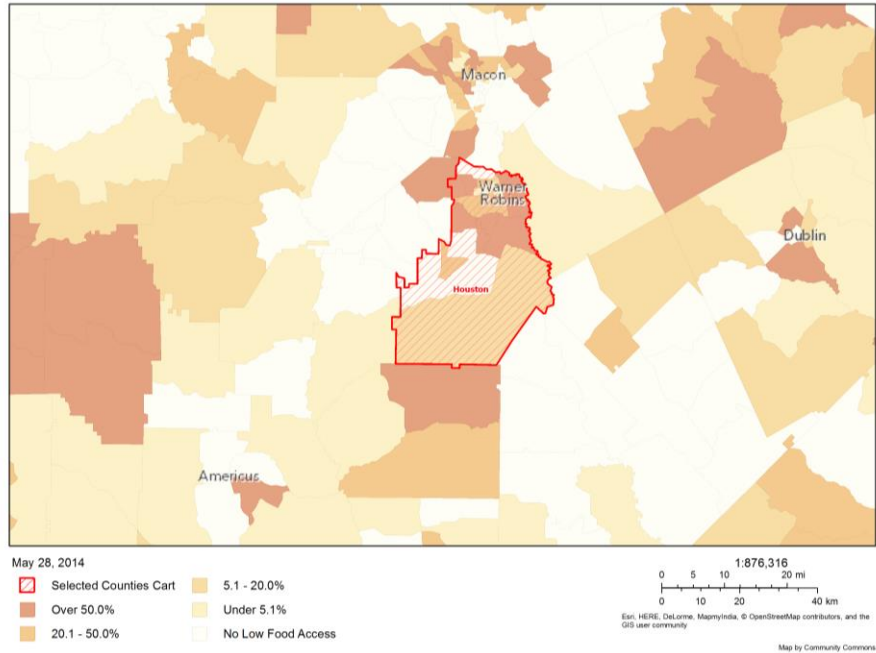 Macon
Warner
Robins
Dublin
Houston
Americus
May 28, 2014
Selected Counties Cart
Over 50.0%
20.1 - 50.0%
5.1 - 20.0%
Under 5.1%
No Low Food Access
1:876,316
0 5 10 20 mi
0 10 20 40 km
Esri, HERE, DeLorme, MapmyIndia, © OpenStreetMap contributors, and the
GIS user community
Map by Community Commons